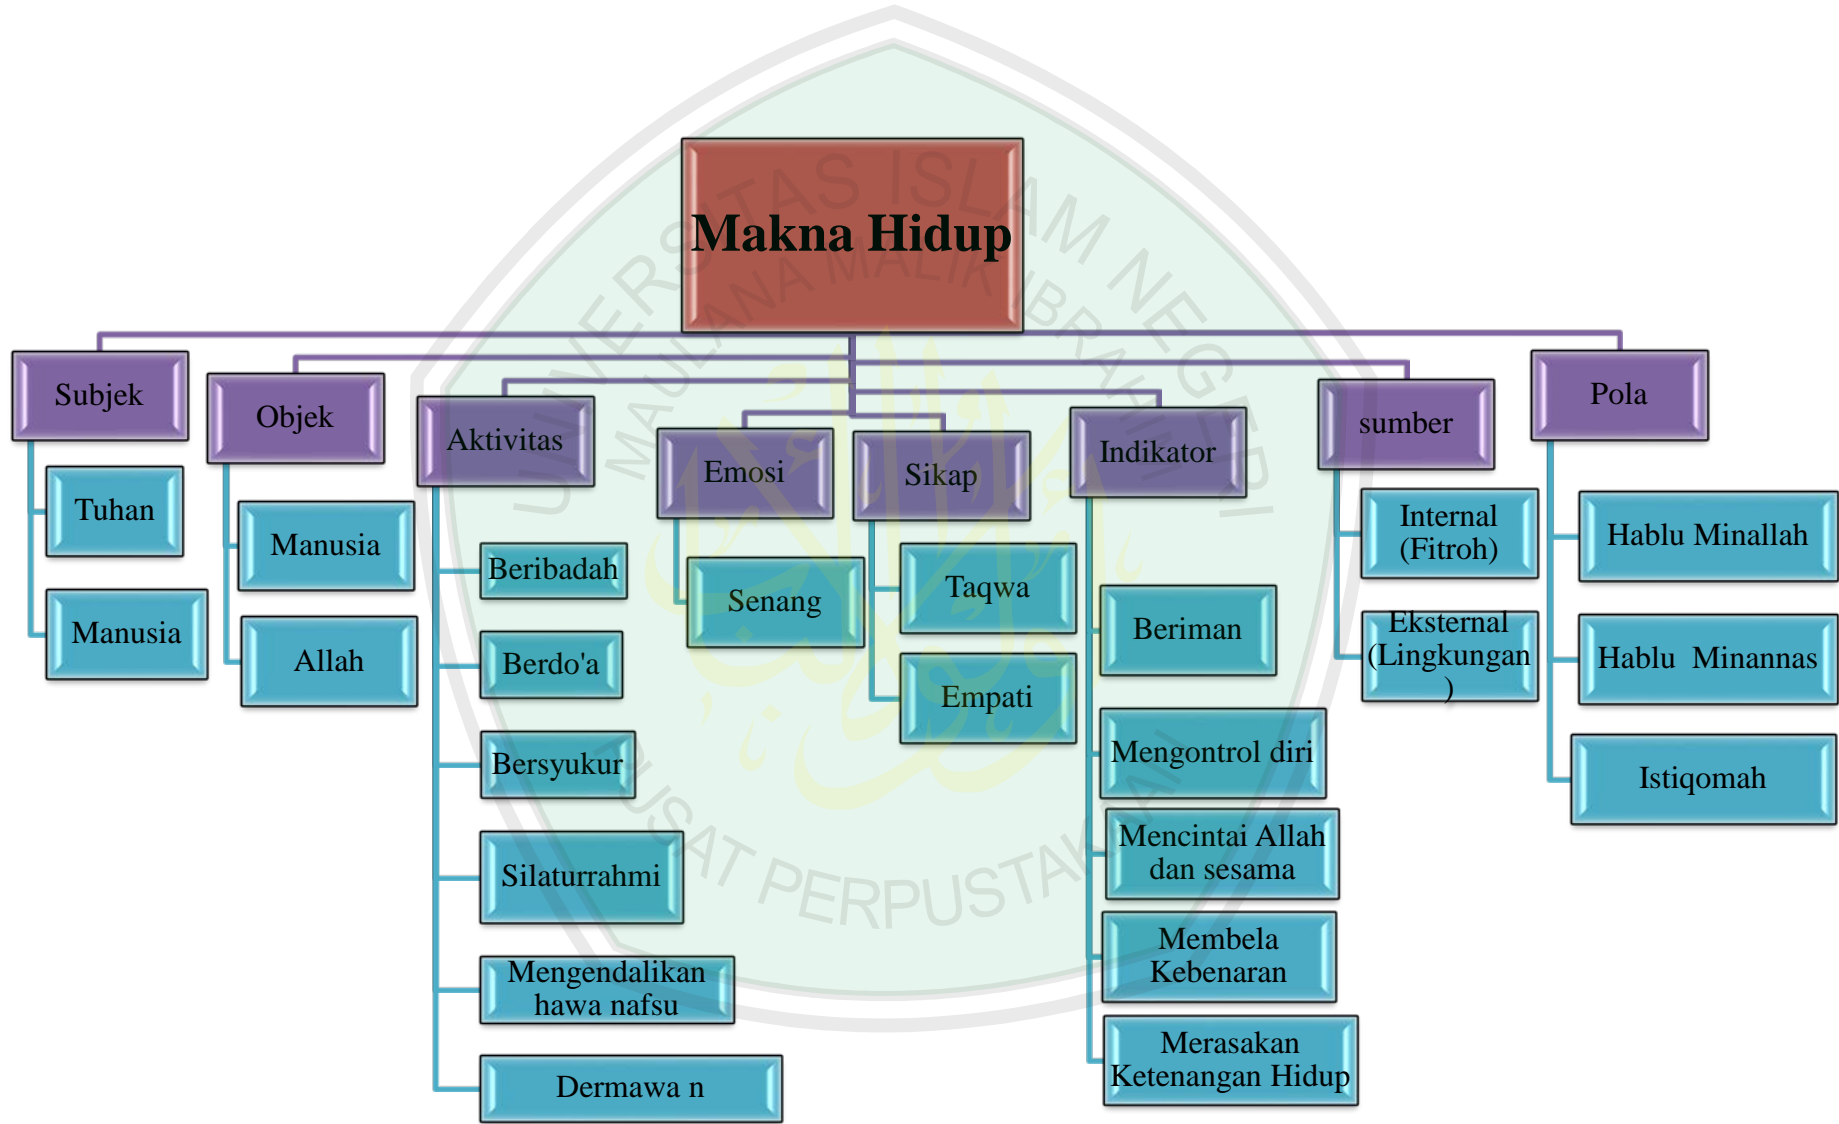 Makna Hidup
Subjek
Tuhan
Manusia
Objek
Manusia
Allah
Aktivitas
Beribadah
Berdo'a
Bersyukur
Silaturrahmi
Mengendalikan
hawa nafsu
Dermawa n
Emosi
Senang
Sikap
Taqwa
Empati
Indikator
Beriman
Mengontrol diri
Mencintai Allah
dan sesama
Membela
Kebenaran
Merasakan
Ketenangan Hidup
sumber
Internal
(Fitroh)
Eksternal
(Lingkungan
)
Pola
Hablu Minallah
Hablu  Minannas
Istiqomah
UNIVERSITAS ISLAM NEGERI
MAULANA MALIK IBRAHIM
PUSAT PERPUSTAKAAN